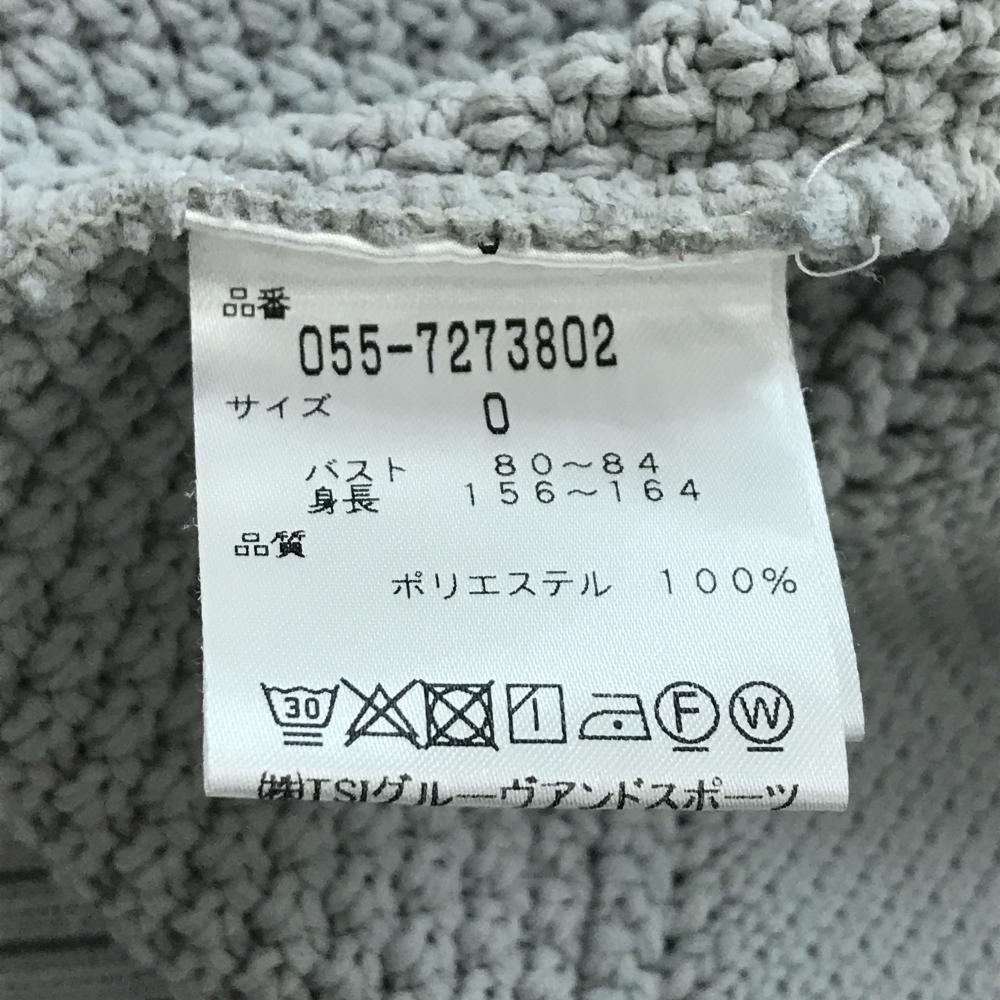 品番
055-7273802
サイズ 0
バスト 80～84
身長 156～164
品質
ポリエステル 100%
30 F W
(株)TSIグルーヴアンドスポーツ